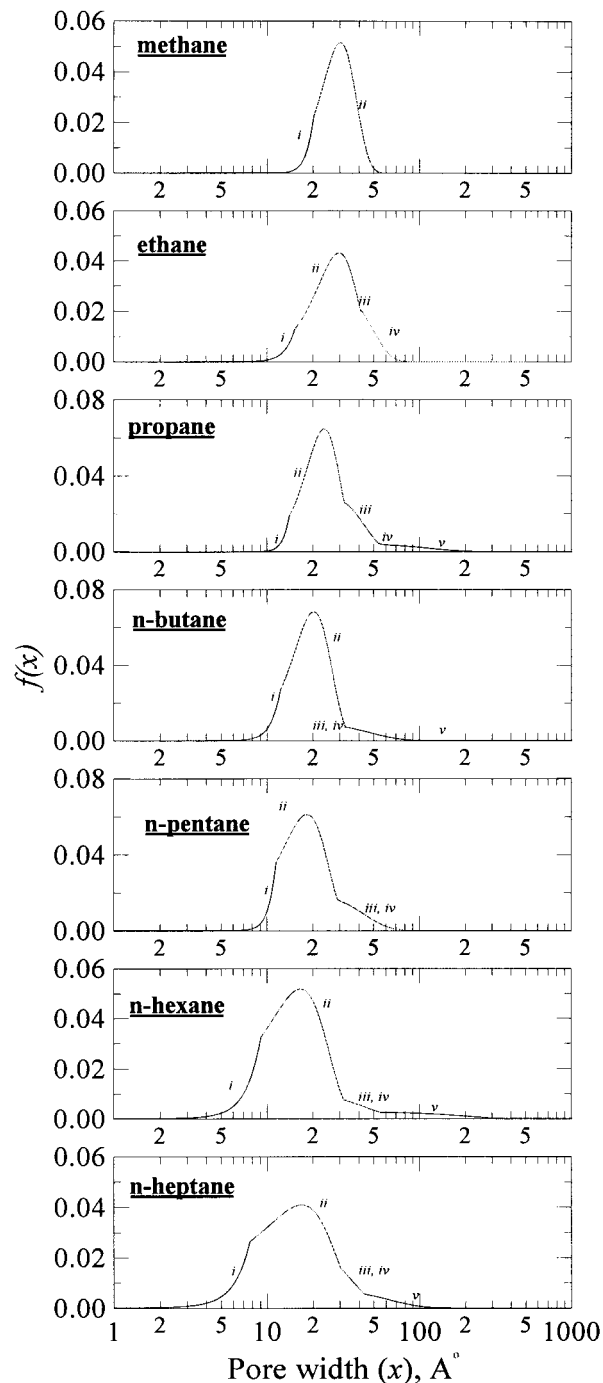 0.06
methane
0.04
i
ii
0.02
0.00
2 5 2 5 2 5
0.06
ethane
0.04
ii
0.02
iii
i
iv
0.00
2 5 2 5 2 5
0.08
propane
0.04
ii
iii
i
iv
v
0.00
2 5 2 5 2 5
0.08
n-butane
ii
0.04
i
iii, iv
v
0.00
2 5 2 5 2 5
0.08
n-pentane
ii
0.04
i
iii, iv
0.00
2 5 2 5 2 5
0.06
n-hexane
ii
0.04
i
0.02
iii, iv
v
0.00
2 5 2 5 2 5
0.06
n-heptane
ii
0.04
i
0.02
iii, iv
v
0.00
1 2 5 10 2 5 100 2 5 1000
Pore width (x), A°
f(x)